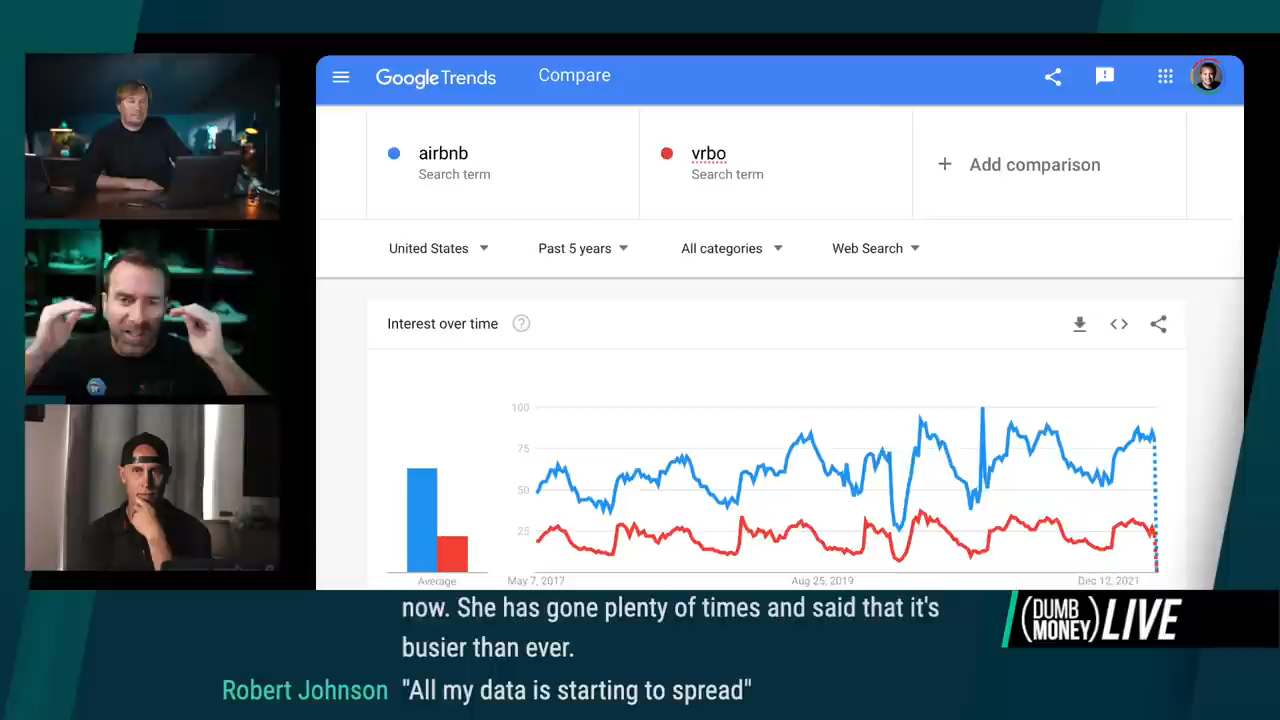 Google Trends
Compare
airbnb
Search term
vrbo
Search term
+ Add comparison
United States
Past 5 years
All categories
Web Search
Interest over time
?
100
75
50
25
Average
May 7, 2017
Aug 25, 2019
Dec 12, 2021
now. She has gone plenty of times and said that it's
busier than ever.
Robert Johnson "All my data is starting to spread"
(DUMB
MONEY) LIVE